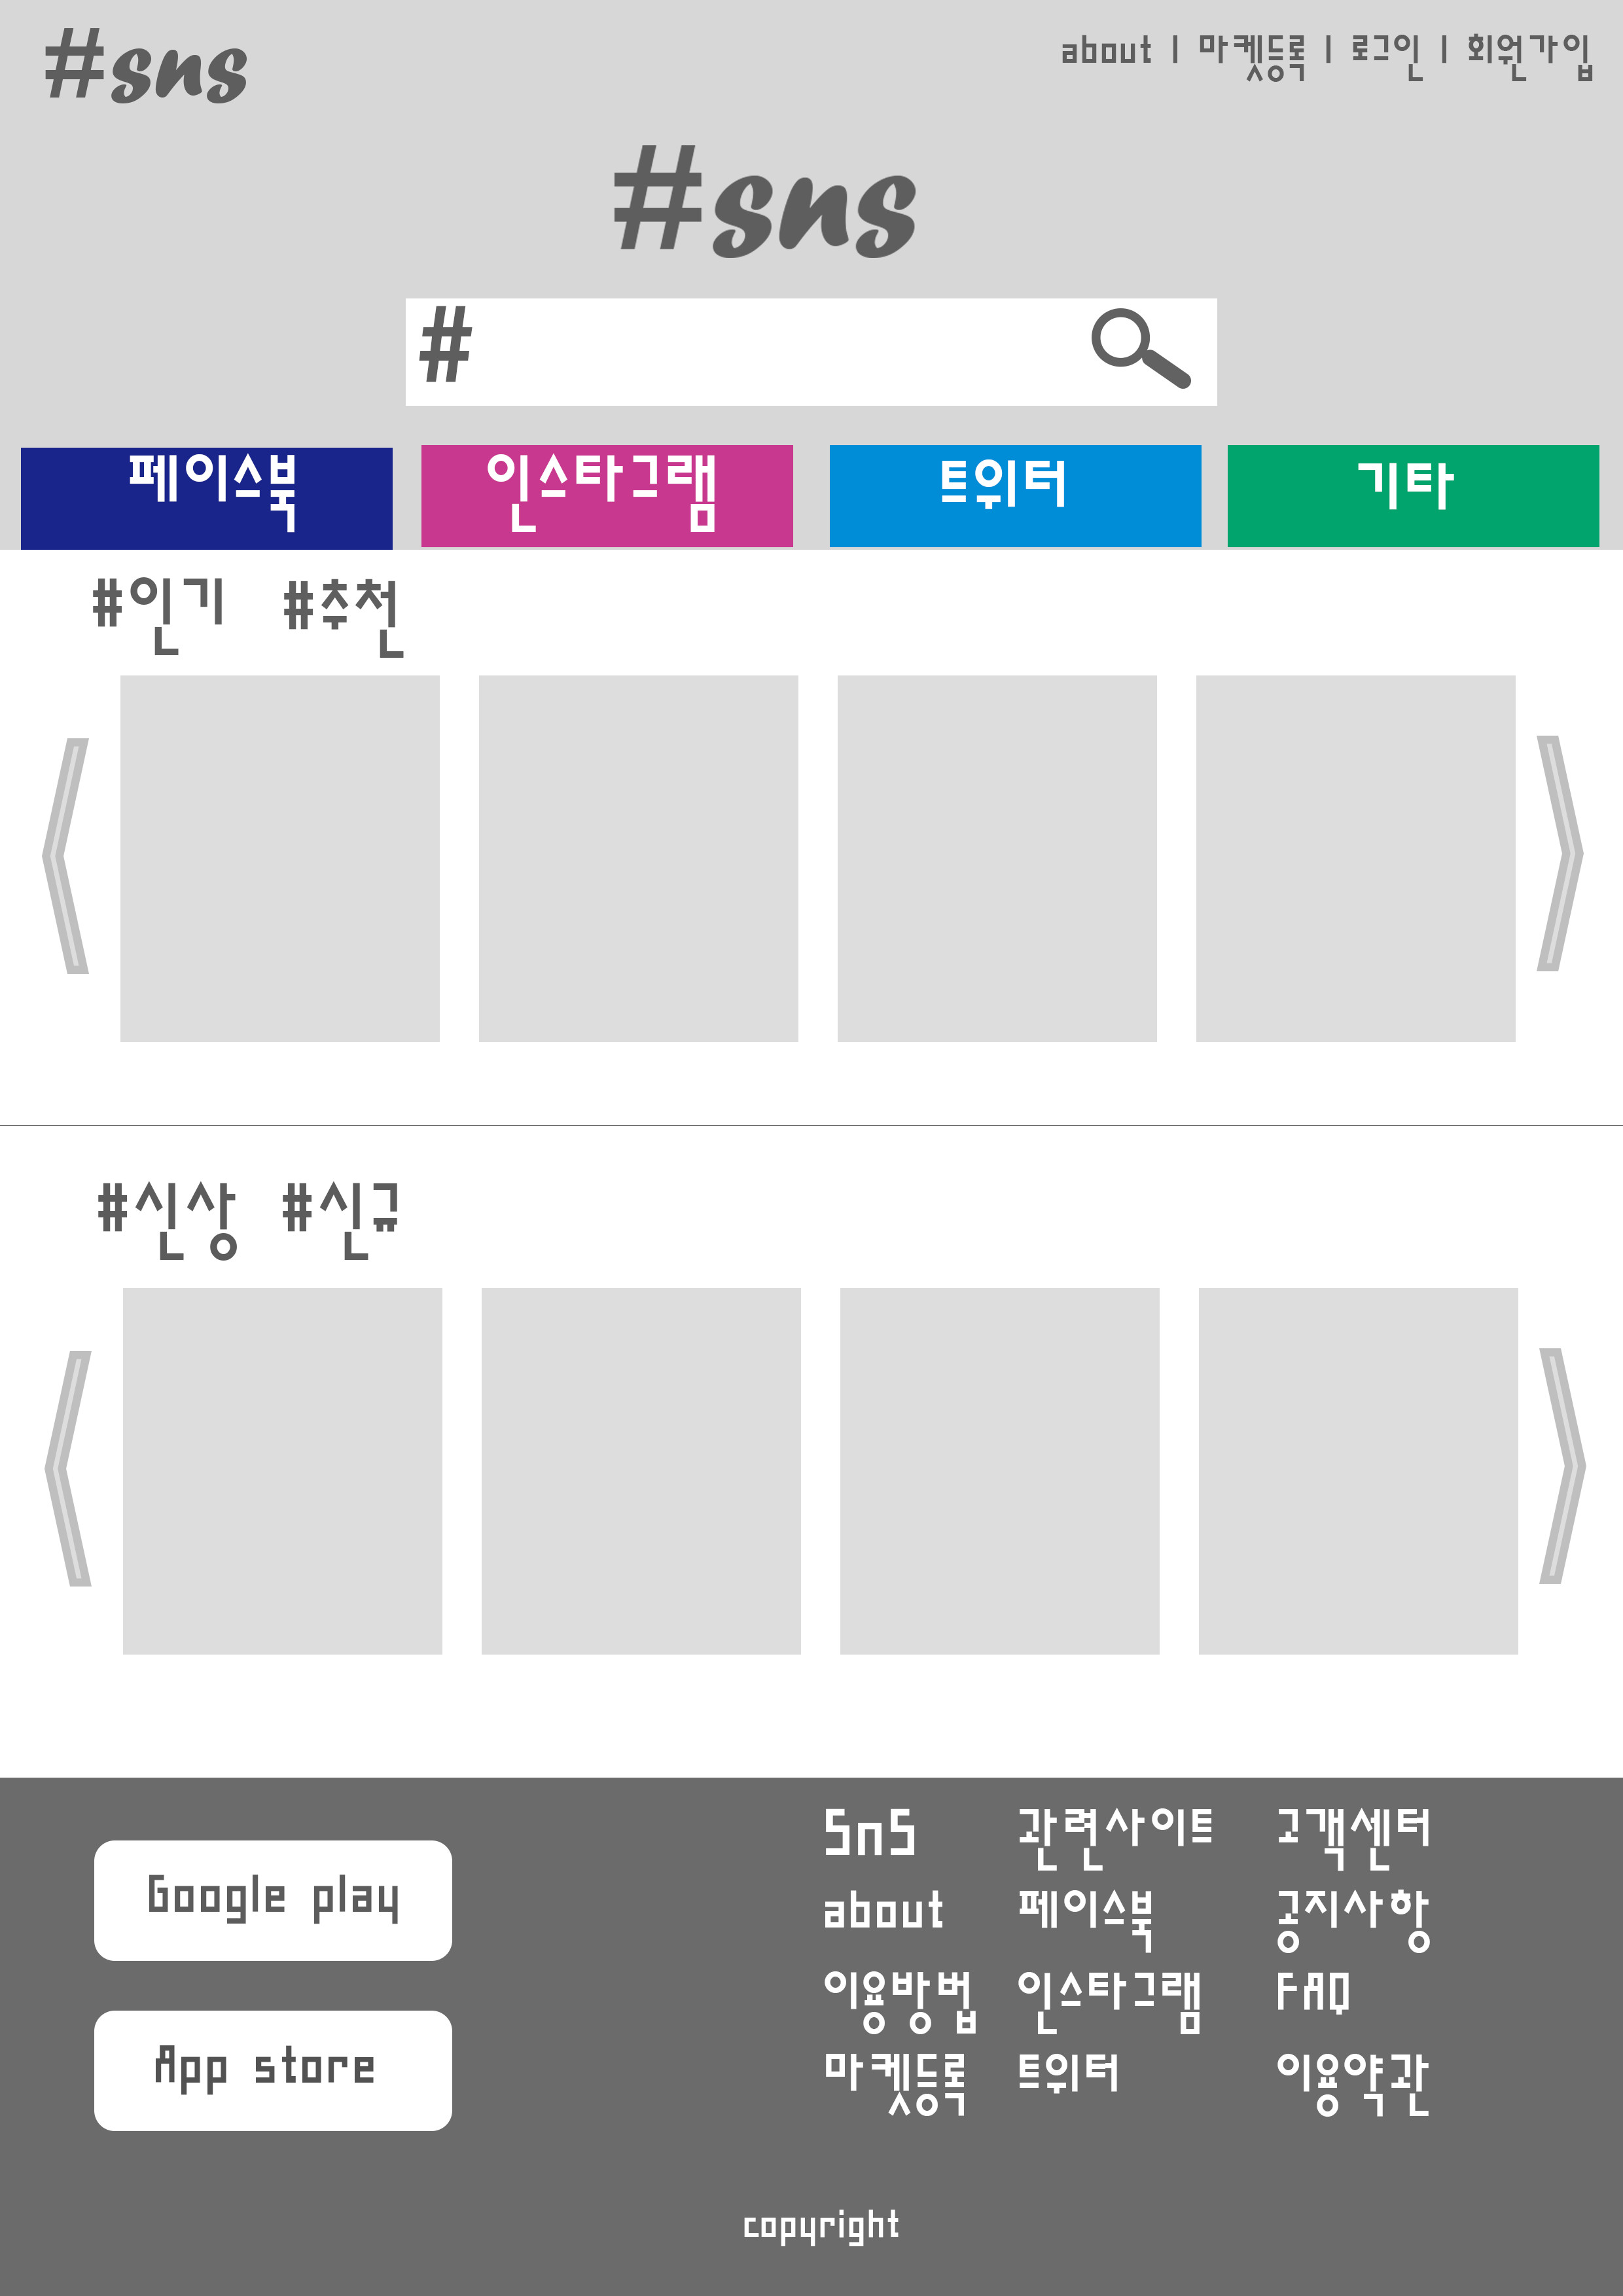 #sns
about | 마켓등록 | 로그인 | 회원가입
#sns
#
페이스북 인스타그램 트위터 기타
#인기 #추천
#신상 #신규
SnS 관련사이트 고객센터
about 페이스북 공지사항
이용방법 인스타그램 FAQ
마켓등록 트위터 이용약관
Google play
App store
copyright